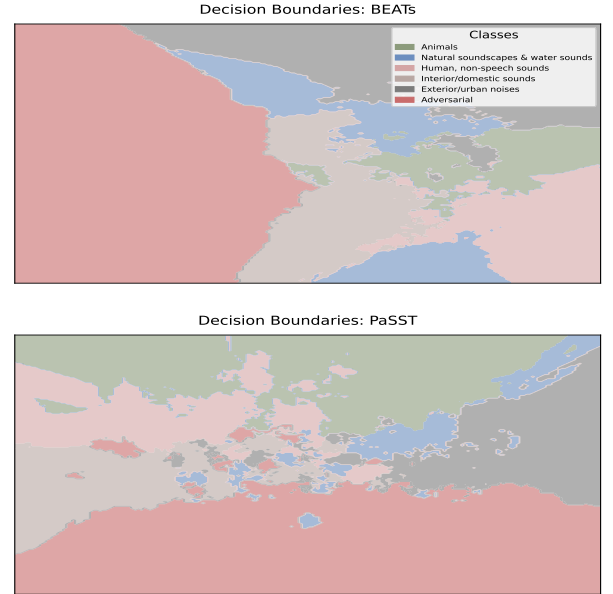 Decision Boundaries: BEATs
Classes
Animals
Natural soundscapes & water sounds
Human, non-speech sounds
Interior/domestic sounds
Exterior/urban noises
Adversarial
Decision Boundaries: PaSST